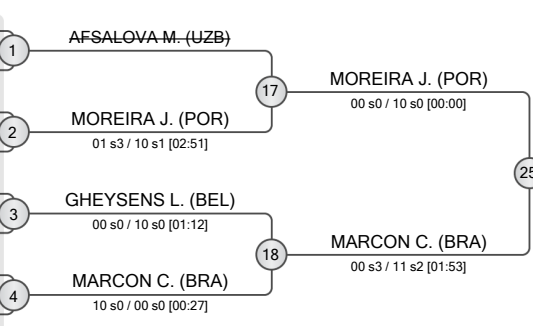 1
AFSALOVA M. (UZB)
17
MOREIRA J. (POR)
00 s0 / 10 s0 [00:00]
2
MOREIRA J. (POR)
01 s3 / 10 s1 [02:51]
25
3
GHEYSENS L. (BEL)
00 s0 / 10 s0 [01:12]
18
MARCON C. (BRA)
00 s3 / 11 s2 [01:53]
4
MARCON C. (BRA)
10 s0 / 00 s0 [00:27]